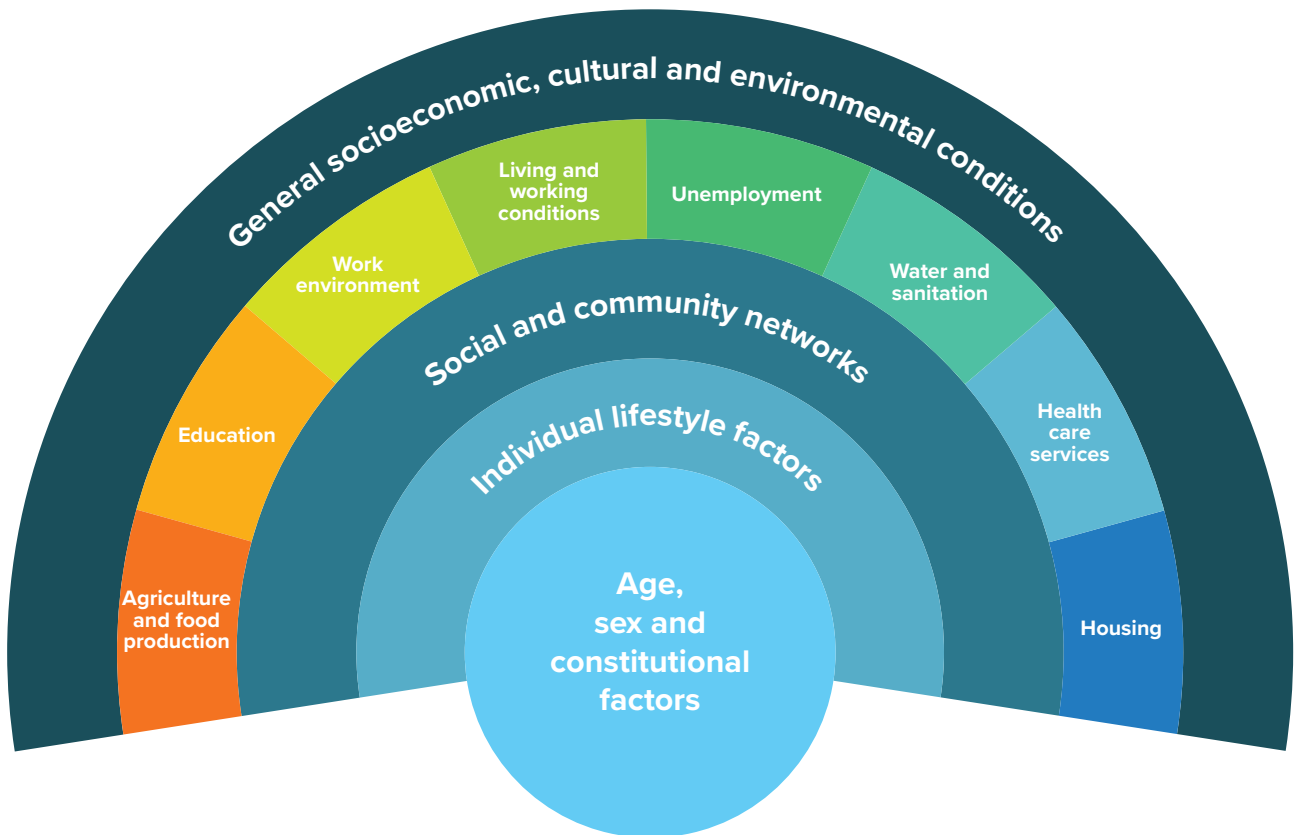 General socioeconomic, cultural and environmental conditions
Living and
working
conditions
Unemployment
Work
environment
Water and
sanitation
Education
Health
care
services
Agriculture
and food
production
Housing
Social and community networks
Individual lifestyle factors
Age,
sex and
constitutional
factors